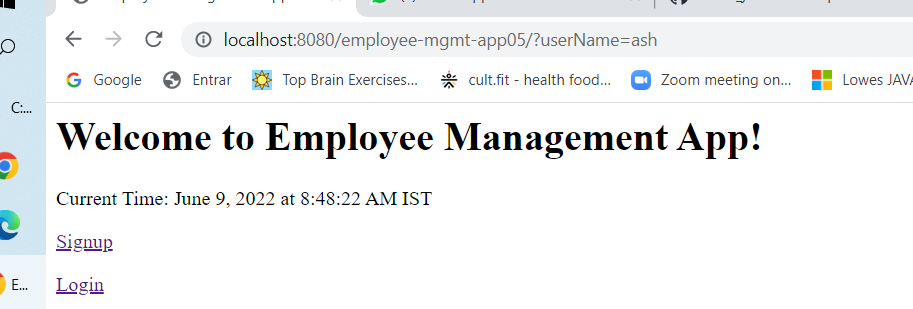 localhost:8080/employee-mgmt-app05/?userName=ash
Google Entrar Top Brain Exercises... cult.fit - health food... Zoom meeting on... Lowes JAVA
C:...
Welcome to Employee Management App!
Current Time: June 9, 2022 at 8:48:22 AM IST
Signup
Login
E...